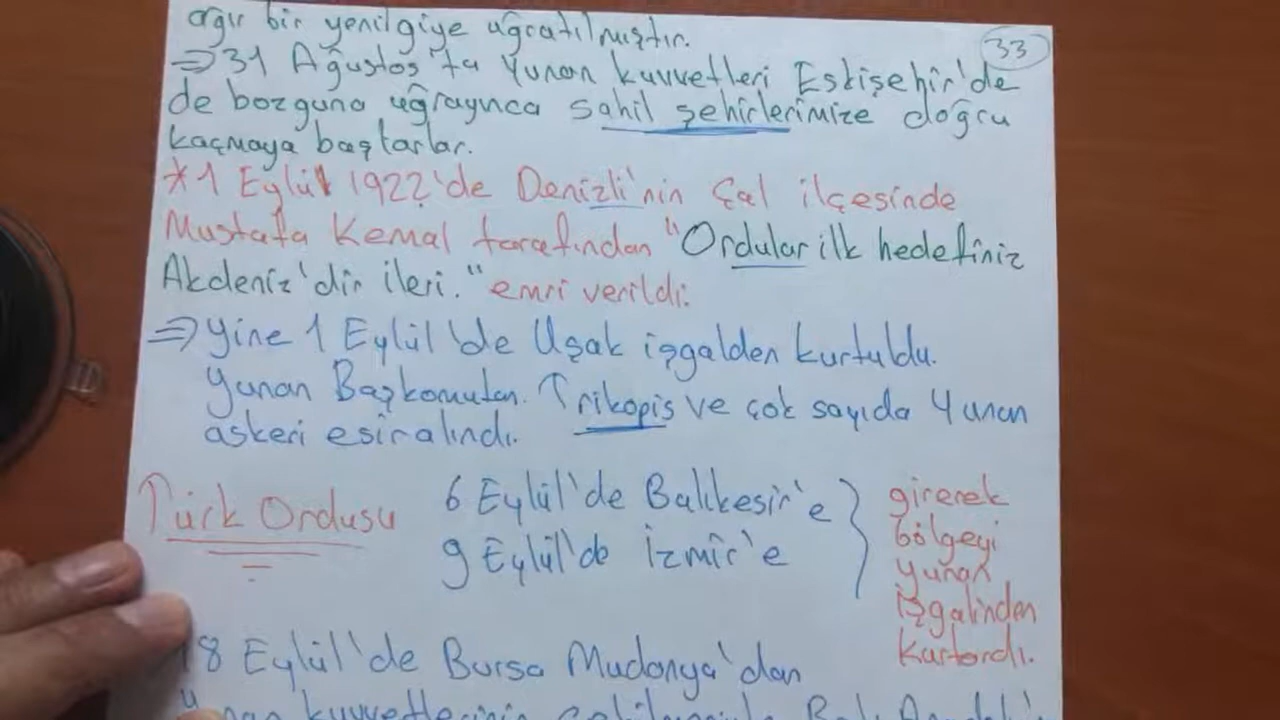 ağır bir yenilgiye uğratılmıştır.
33
⇒ 31 Ağustos'ta Yunan kuvvetleri Eskişehir'de
de bozguna uğrayınca sahil şehirlerimize doğru
kaçmaya başlarlar.
* 1 Eylül 1922'de Denizli'nin Çal ilçesinde
Mustafa Kemal tarafından "Ordular ilk hedefiniz
Akdeniz'dir ileri." emri verildi.
⇒ Yine 1 Eylül'de Uşak işgalden kurtuldu.
Yunan Başkomutan. Trikopis ve çok sayıda Yunan
askeri esir alındı.
Türk Ordusu
6 Eylül'de Balıkesir'e
9 Eylül'de İzmir'e
girerek
bölgeyi
Yunan
işgalinden
kurtardı.
18 Eylül'de Bursa Mudanya'dan
kuvvetlerinin